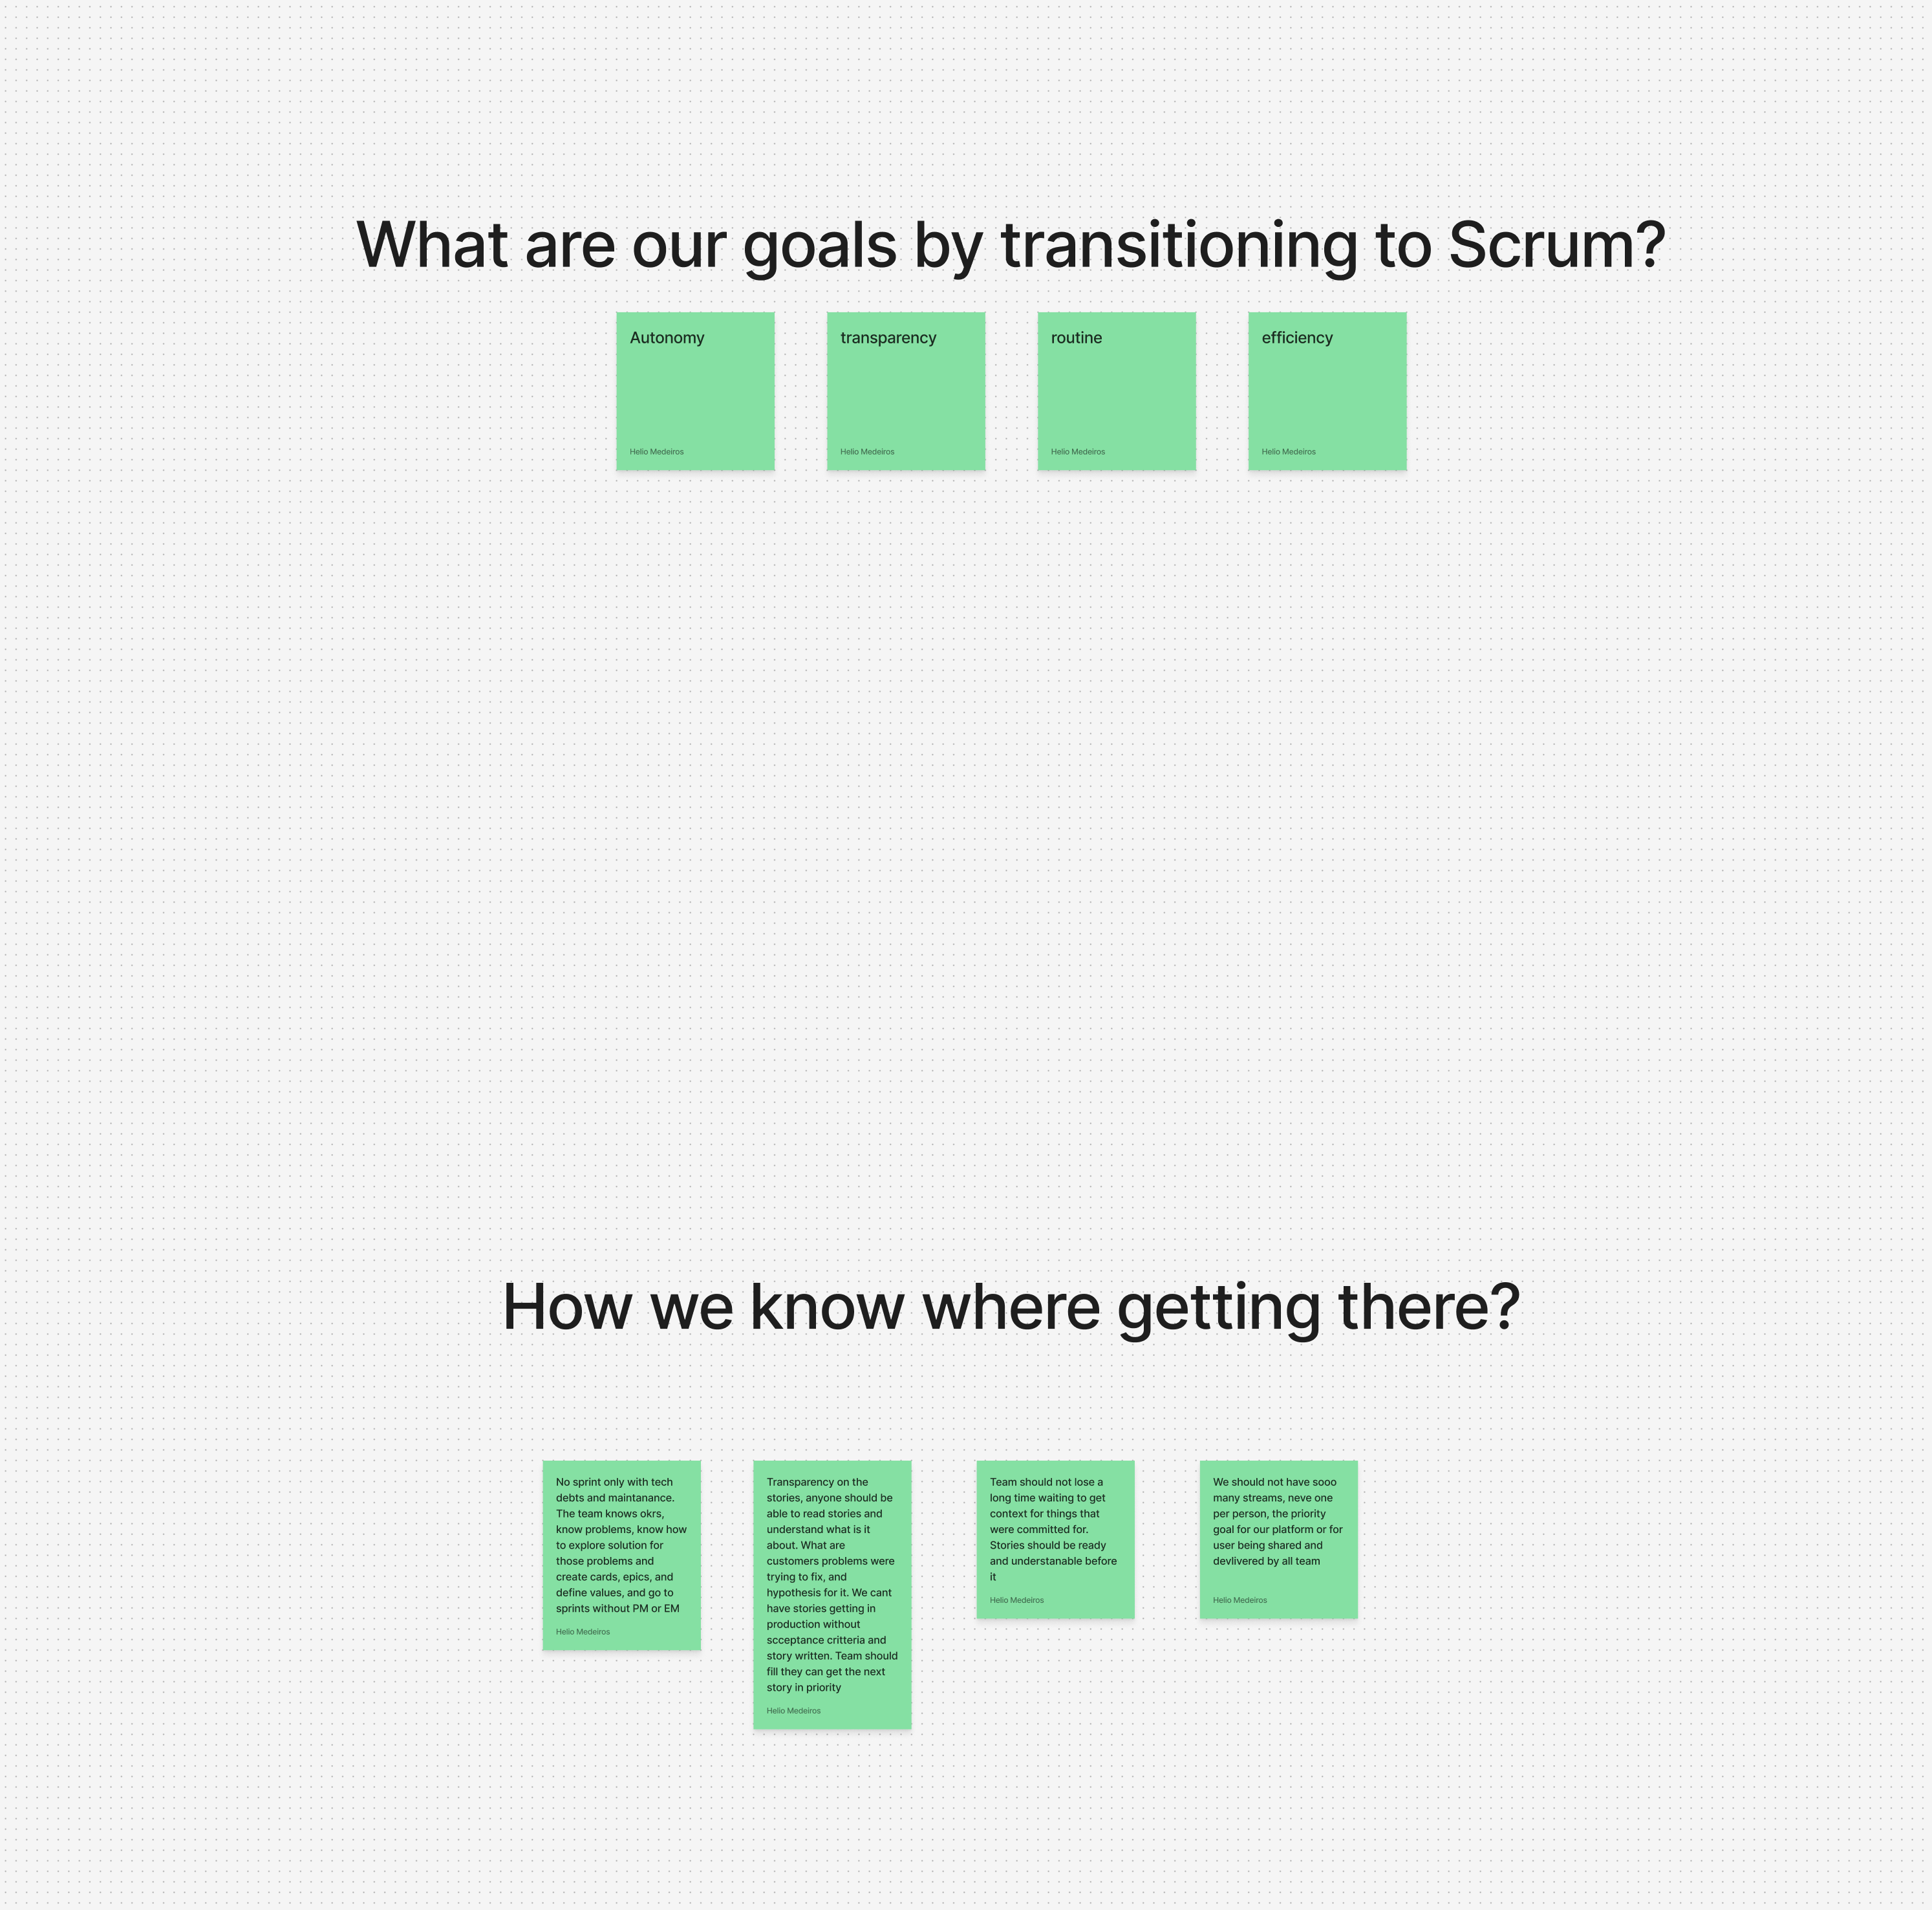 What are our goals by transitioning to Scrum?
Autonomy
Helio Medeiros
transparency
Helio Medeiros
routine
Helio Medeiros
efficiency
Helio Medeiros
How we know where getting there?
No sprint only with tech
debts and maintanance.
The team knows okrs,
know problems, know how
to explore solution for
those problems and
create cards, epics, and
define values, and go to
sprints without PM or EM
Helio Medeiros
Transparency on the
stories, anyone should be
able to read stories and
understand what is it
about. What are
customers problems were
trying to fix, and
hypothesis for it. We cant
have stories getting in
production without
scceptance critteria and
story written. Team should
fill they can get the next
story in priority
Helio Medeiros
Team should not lose a
long time waiting to get
context for things that
were committed for.
Stories should be ready
and understanable before
it
Helio Medeiros
We should not have sooo
many streams, neve one
per person, the priority
goal for our platform or for
user being shared and
devlivered by all team
Helio Medeiros